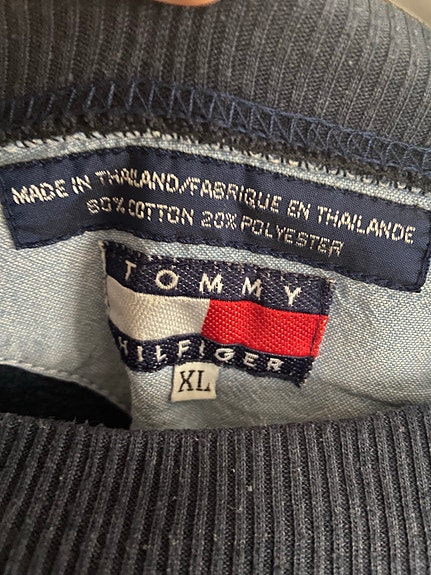 MADE IN THAILAND/FABRIQUE EN THAILANDE
80% COTTON 20% POLYESTER
TOMMY
HILFIGER
XL